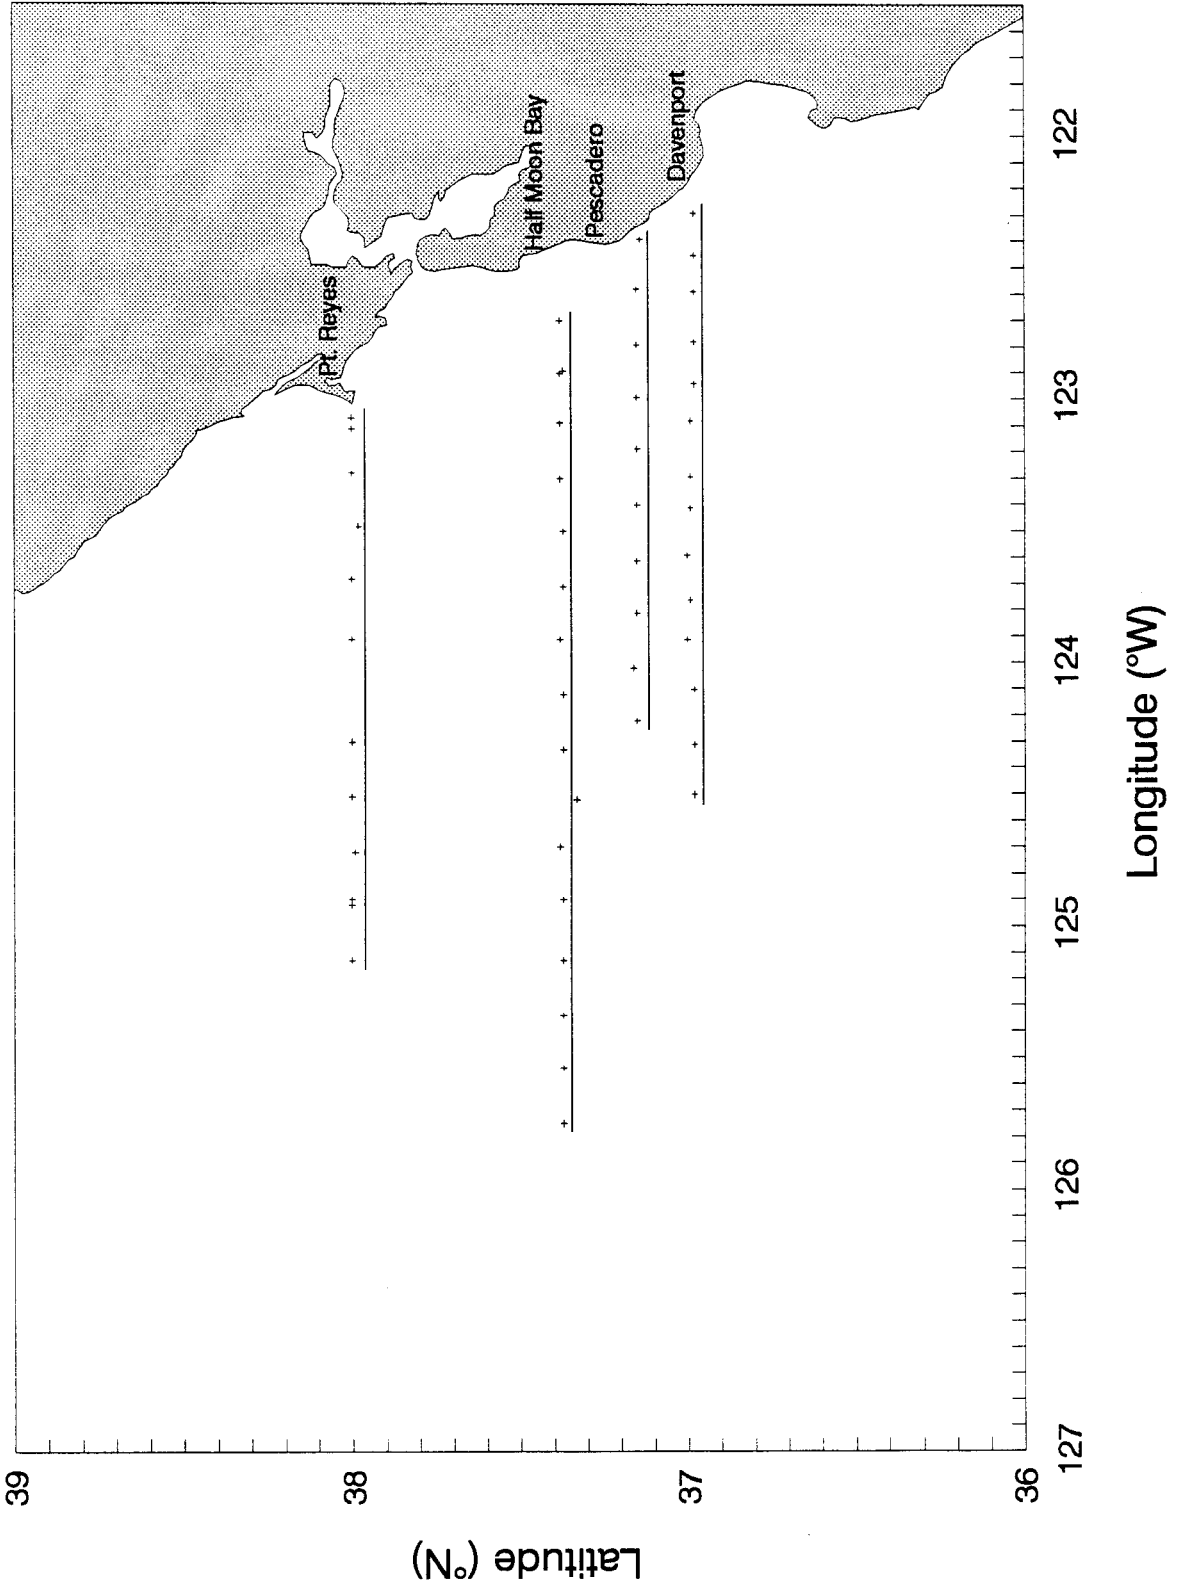 39
38
37
36
Latitude (°N)
127
126
125
124
123
122
Longitude (°W)
Pt. Reyes
Half Moon Bay
Pescadero
Davenport